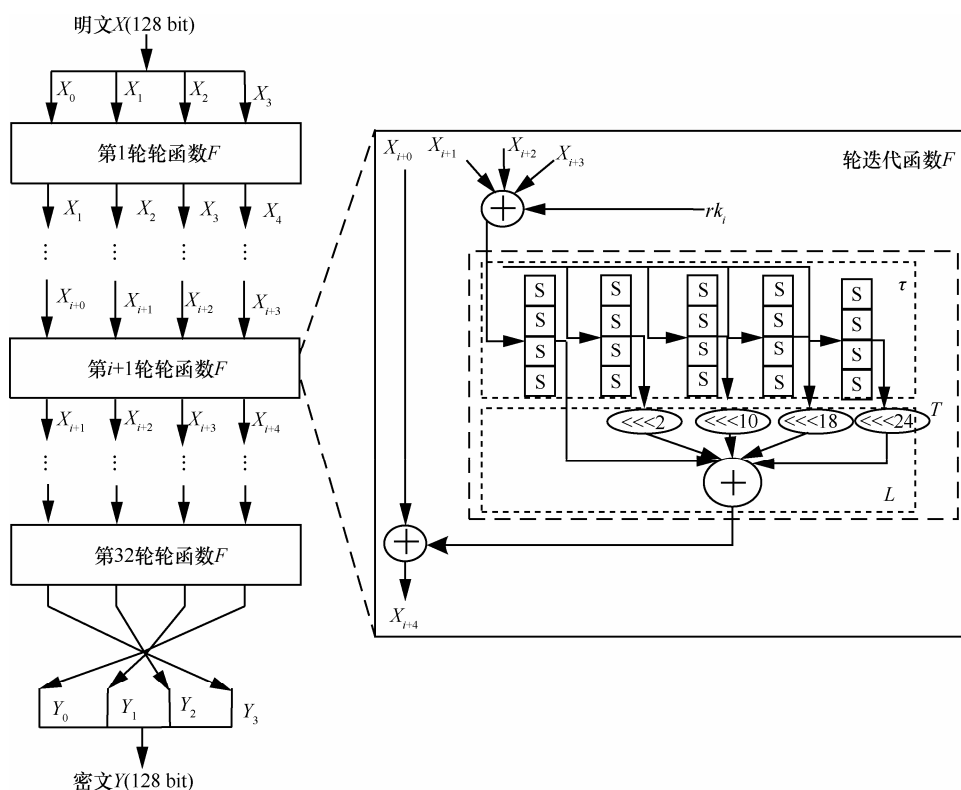 明文X(128 bit)
X₀ X₁ X₂ X₃
第1轮轮函数F
X₁ X₂ X₃ X₄
⋮ ⋮ ⋮ ⋮
Xᵢ₊₀ Xᵢ₊₁ Xᵢ₊₂ Xᵢ₊₃
第i+1轮轮函数F
Xᵢ₊₁ Xᵢ₊₂ Xᵢ₊₃ Xᵢ₊₄
⋮ ⋮ ⋮ ⋮
第32轮轮函数F
Y₀ Y₁ Y₂ Y₃
密文Y(128 bit)
Xᵢ₊₀ Xᵢ₊₁ Xᵢ₊₂ Xᵢ₊₃
轮迭代函数F
+ rkᵢ
τ
S S S S S
S S S S S
S S S S S
S S S S S
T
<<<2 <<<10 <<<18 <<<24
+
L
+
Xᵢ₊₄